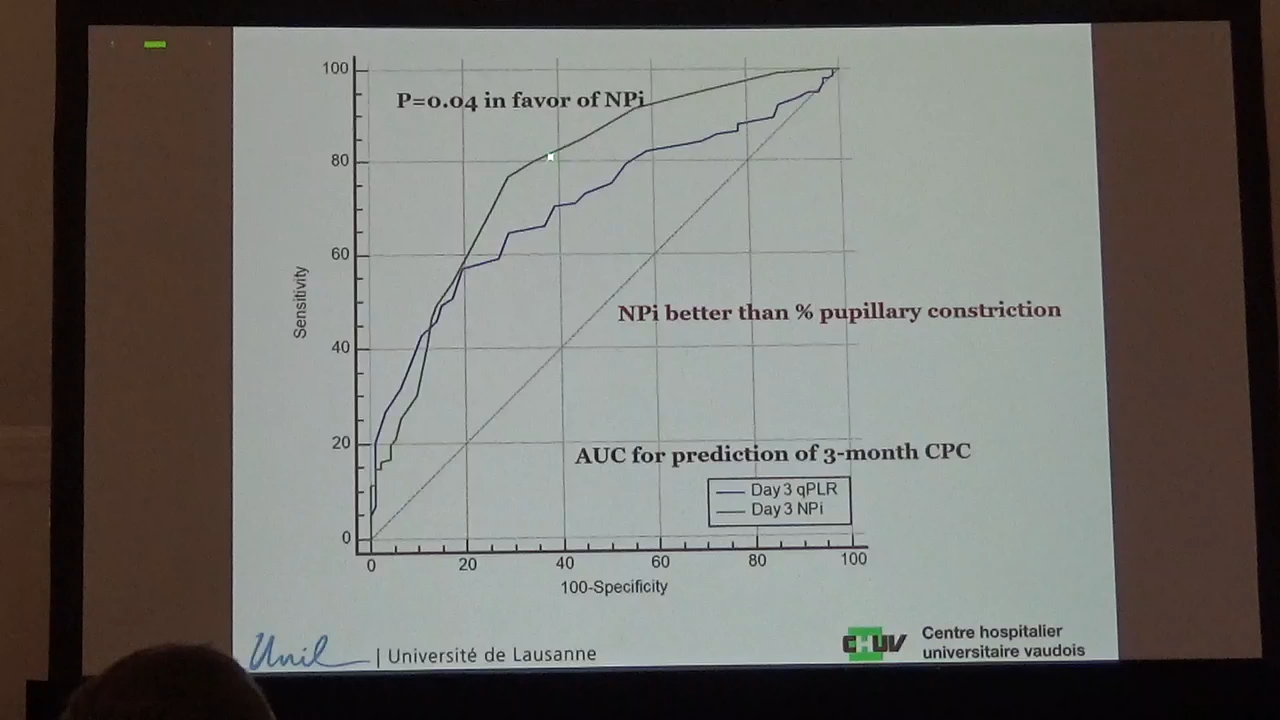 100
P=0.04 in favor of NPi
80
60
Sensitivity
NPi better than % pupillary constriction
40
20
AUC for prediction of 3-month CPC
Day 3 qPLR
Day 3 NPi
0
0 20 40 60 80 100
100-Specificity
Unil | Université de Lausanne
CHUV Centre hospitalier
universitaire vaudois